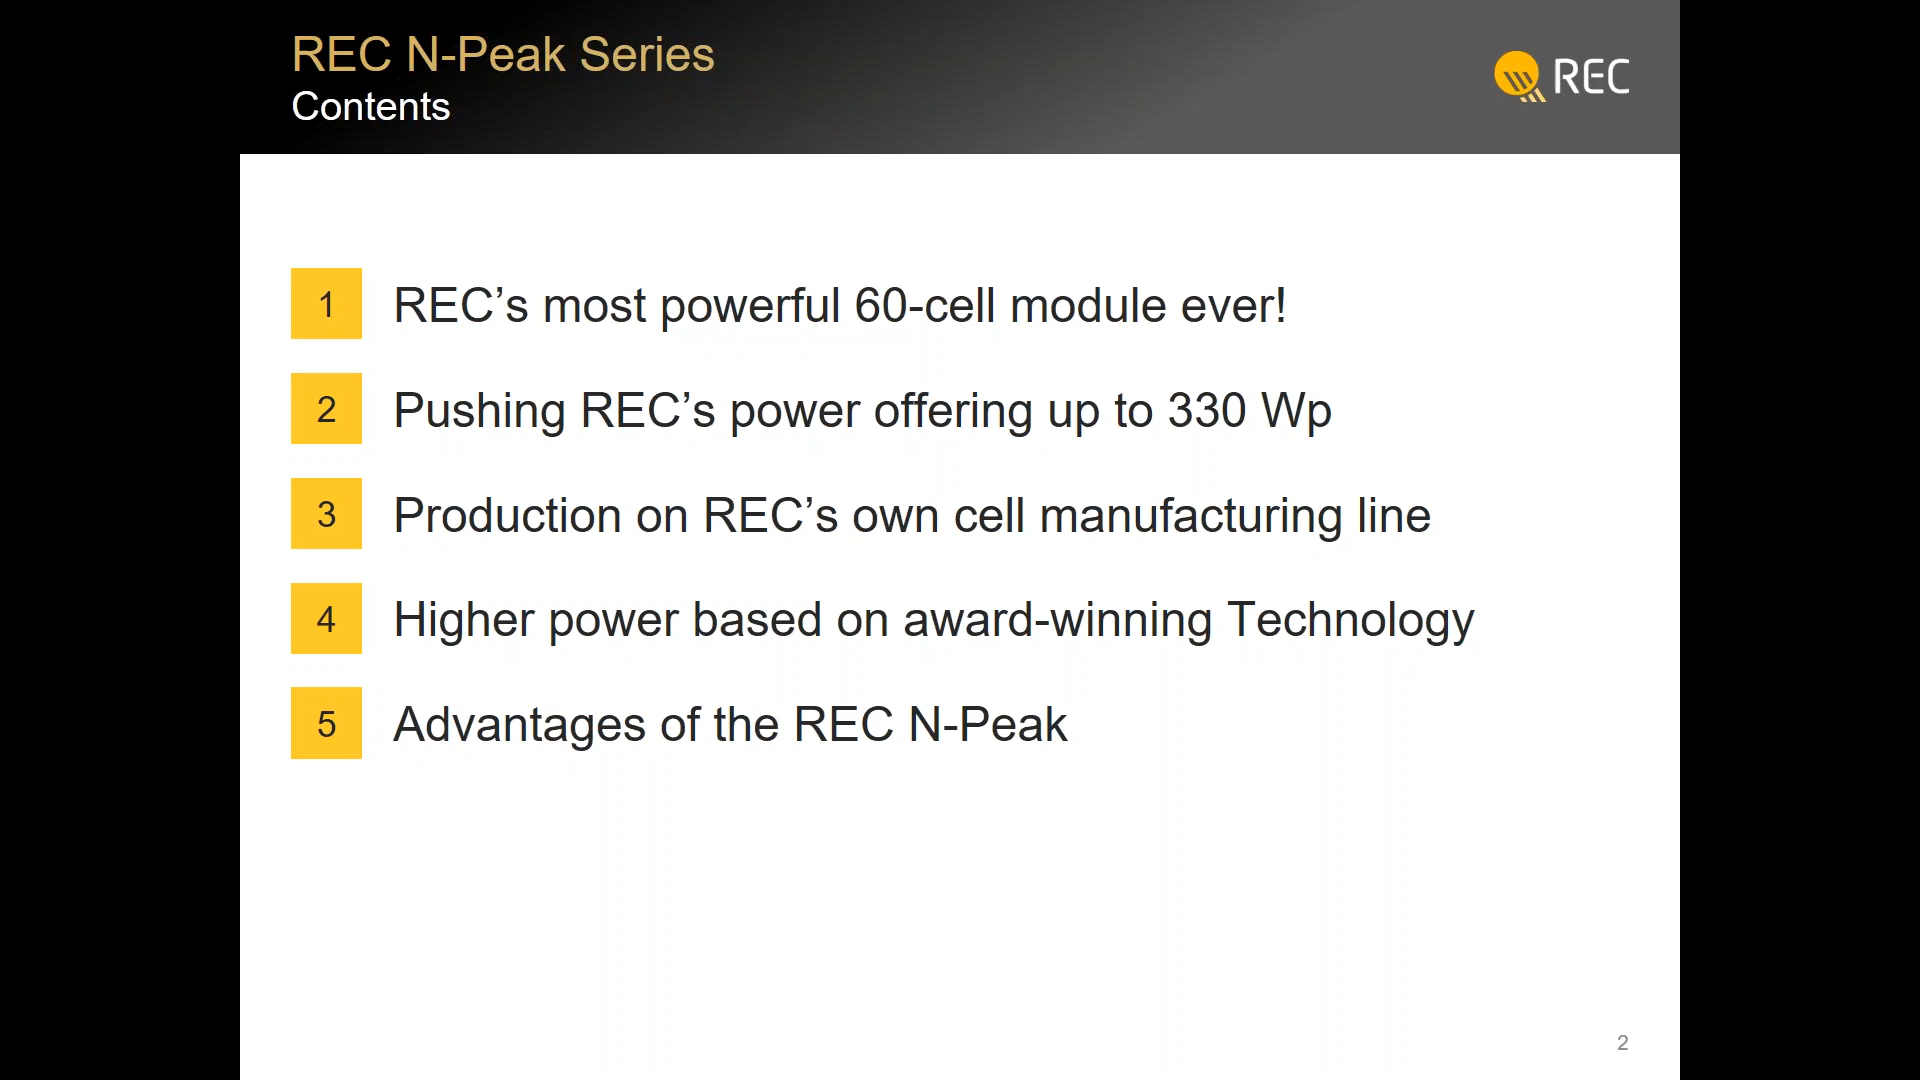 REC N-Peak Series
Contents
REC
1 REC’s most powerful 60-cell module ever!
2 Pushing REC’s power offering up to 330 Wp
3 Production on REC’s own cell manufacturing line
4 Higher power based on award-winning Technology
5 Advantages of the REC N-Peak
2